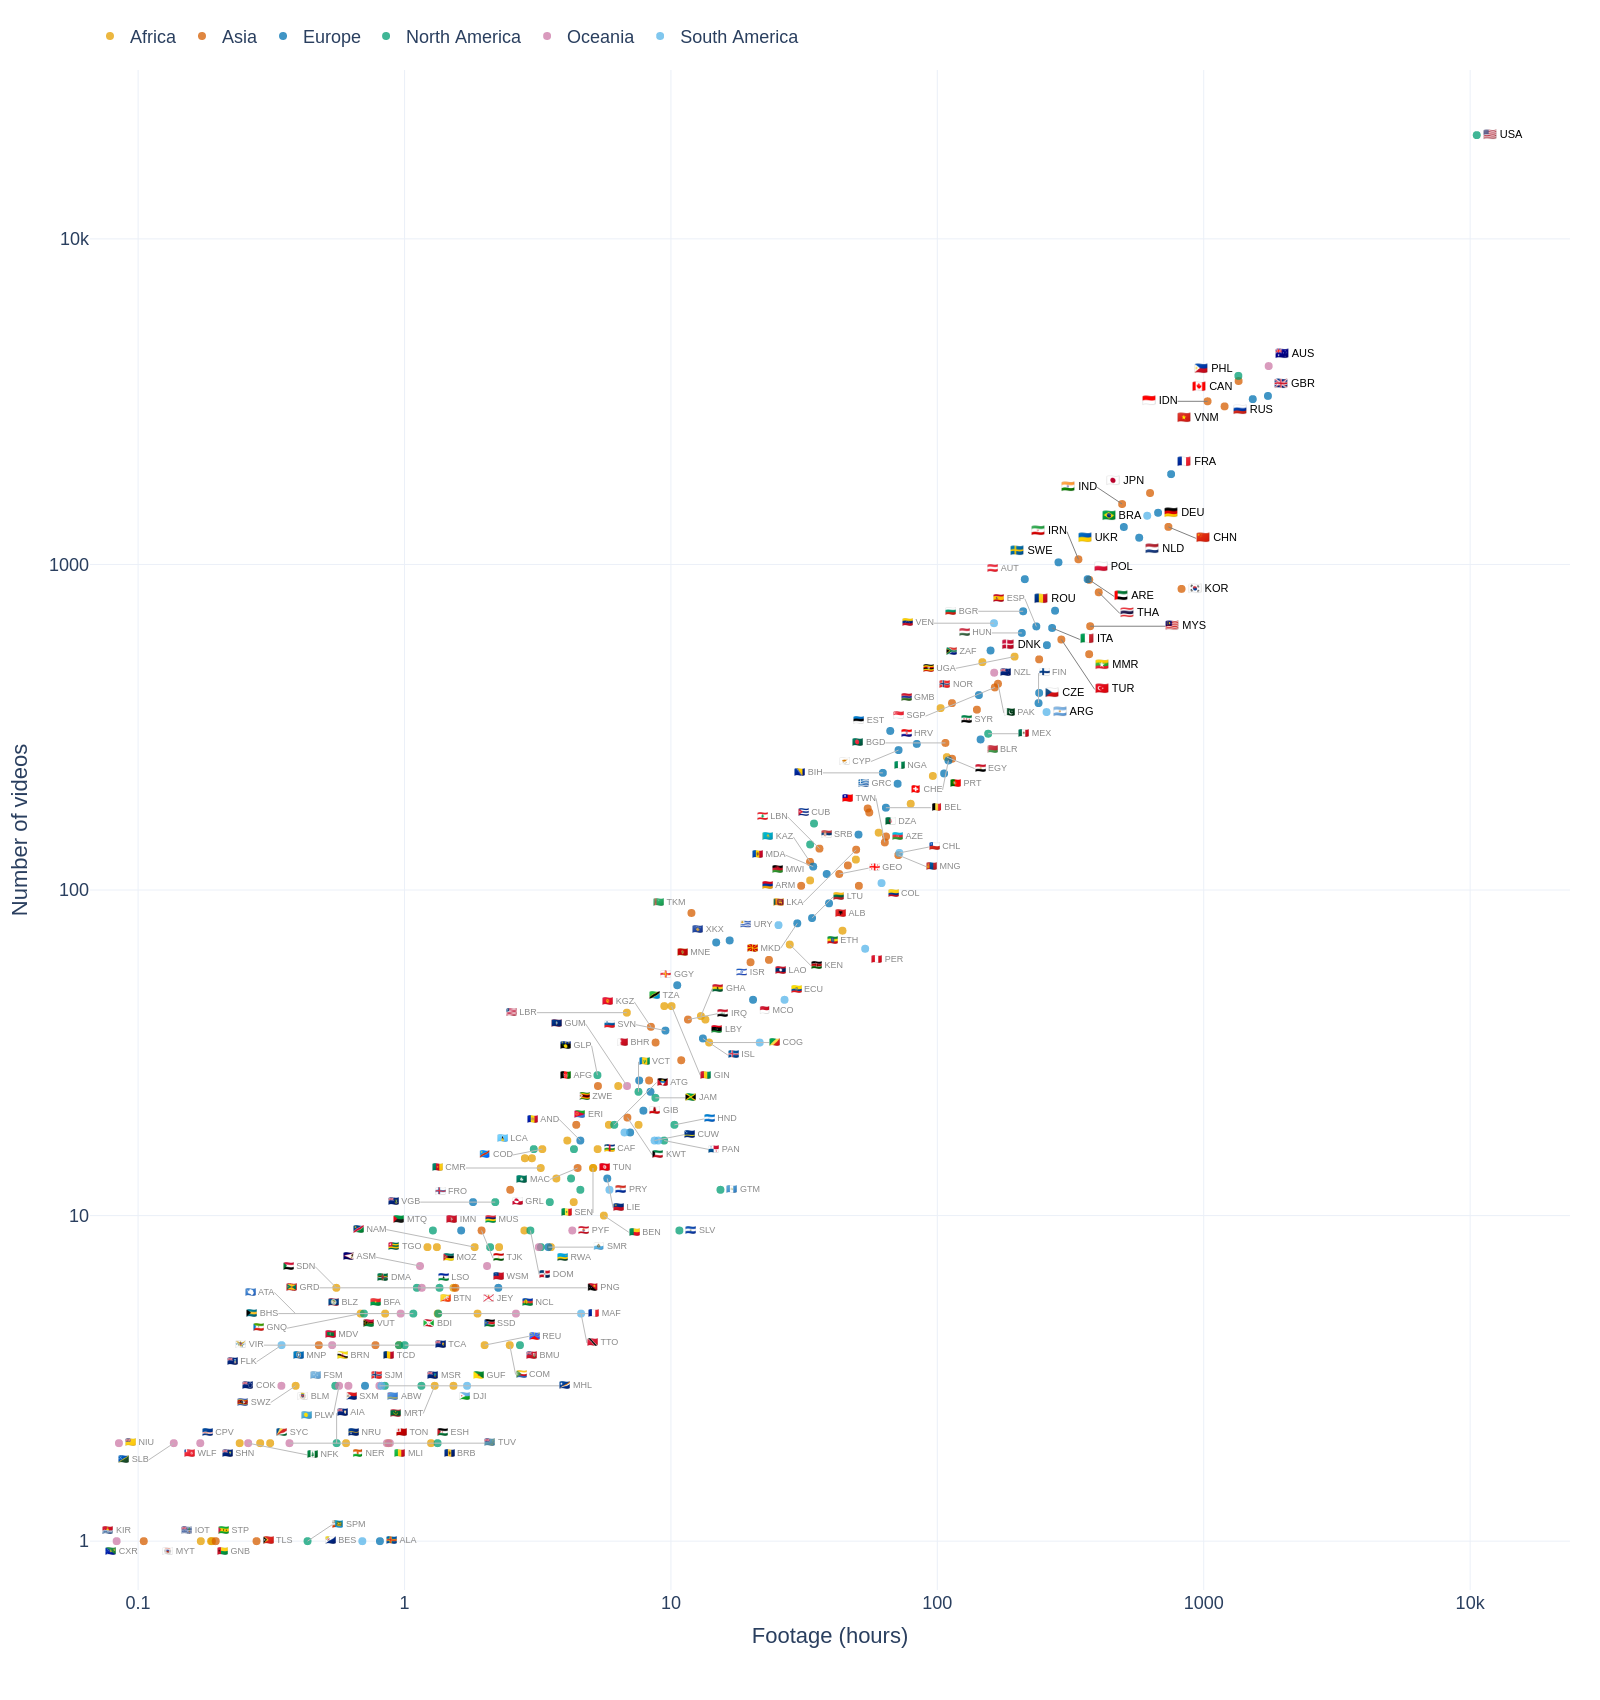 Africa Asia Europe North America Oceania South America
USA
10k
AUS
PHL
GBR
CAN
IDN
RUS
VNM
FRA
JPN
IND
BRA
DEU
IRN
UKR
CHN
NLD
SWE
1000
AUT
POL
KOR
ARE
ESP
ROU
BGR
THA
VEN
MYS
HUN
ITA
ZAF
DNK
UGA
MMR
NZL
FIN
NOR
TUR
GMB
CZE
SGP
PAK
ARG
EST
SYR
HRV
MEX
BGD
BLR
CYP
NGA
EGY
BIH
GRC
CHE
PRT
TWN
BEL
LBN
CUB
DZA
KAZ
SRB
AZE
MDA
CHL
MWI
GEO
MNG
ARM
100
COL
TKM
LKA
LTU
ALB
XKX
URY
ETH
MNE
MKD
PER
GGY
ISR
LAO
KEN
TZA
GHA
ECU
KGZ
LBR
IRQ
MCO
GUM
SVN
LBY
GLP
BHR
COG
ISL
VCT
AFG
GIN
ATG
ZWE
JAM
ERI
GIB
AND
HND
LCA
CUW
COD
CAF
PAN
KWT
CMR
TUN
MAC
FRO
PRY
GTM
VGB
GRL
LIE
SEN
10
MTQ
IMN
MUS
NAM
PYF
BEN
SLV
TGO
SMR
ASM
MOZ
TJK
RWA
SDN
DMA
LSO
WSM
DOM
GRD
PNG
ATA
BLZ
BFA
BTN
JEY
NCL
BHS
MAF
GNQ
VUT
BDI
SSD
MDV
REU
VIR
TCA
TTO
FLK
MNP
BRN
TCD
BMU
FSM
SJM
MSR
GUF
COM
COK
MHL
SWZ
BLM
SXM
ABW
DJI
PLW
AIA
MRT
CPV
SYC
NRU
TON
ESH
NIU
TUV
SLB
WLF
SHN
NFK
NER
MLI
BRB
KIR
IOT
STP
SPM
1
TLS
BES
ALA
CXR
MYT
GNB
0.1 1 10 100 1000 10k
Footage (hours)
Number of videos